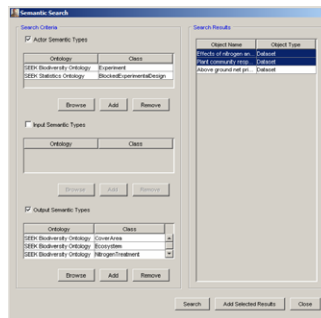 Semantic Search
Search Criteria
Actor Semantic Types
Ontology Class
SEEK Biodiversity Ontology Experiment
SEEK Statistics Ontology BlockedExperimentalDesign
Browse Add Remove
Input Semantic Types
Ontology Class
Browse Add Remove
Output Semantic Types
Ontology Class
SEEK Biodiversity Ontology CoverArea
SEEK Biodiversity Ontology Ecosystem
SEEK Biodiversity Ontology NitrogenTreatment
Browse Add Remove
Search Results
Object Name Object Type
Effects of nitrogen an... Dataset
Plant community resp... Dataset
Above ground net pri... Dataset
Search Add Selected Results Close